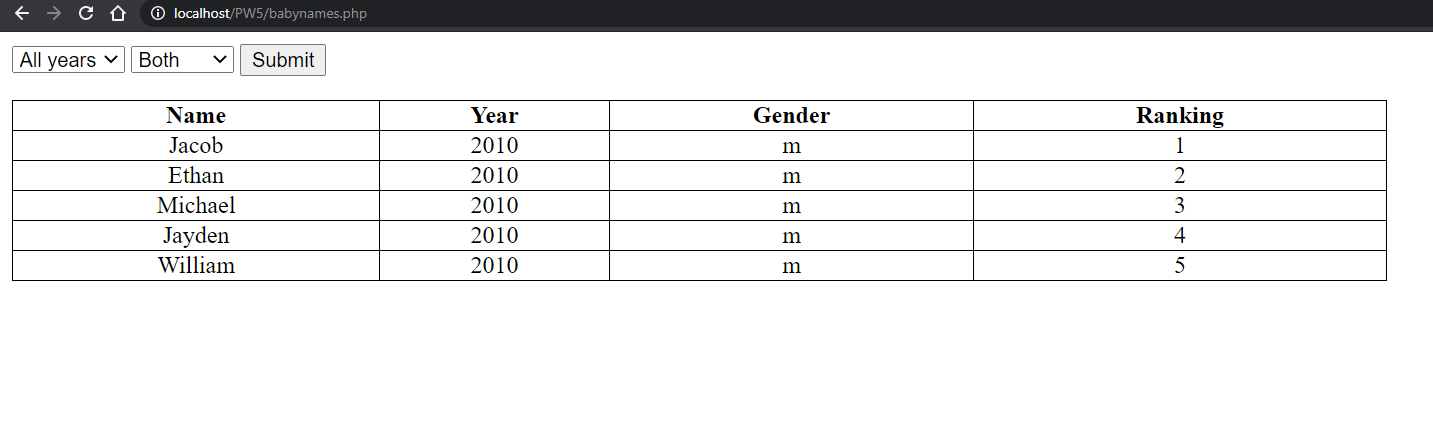 localhost/PW5/babynames.php
All years Both Submit
Name Year Gender Ranking
Jacob 2010 m 1
Ethan 2010 m 2
Michael 2010 m 3
Jayden 2010 m 4
William 2010 m 5